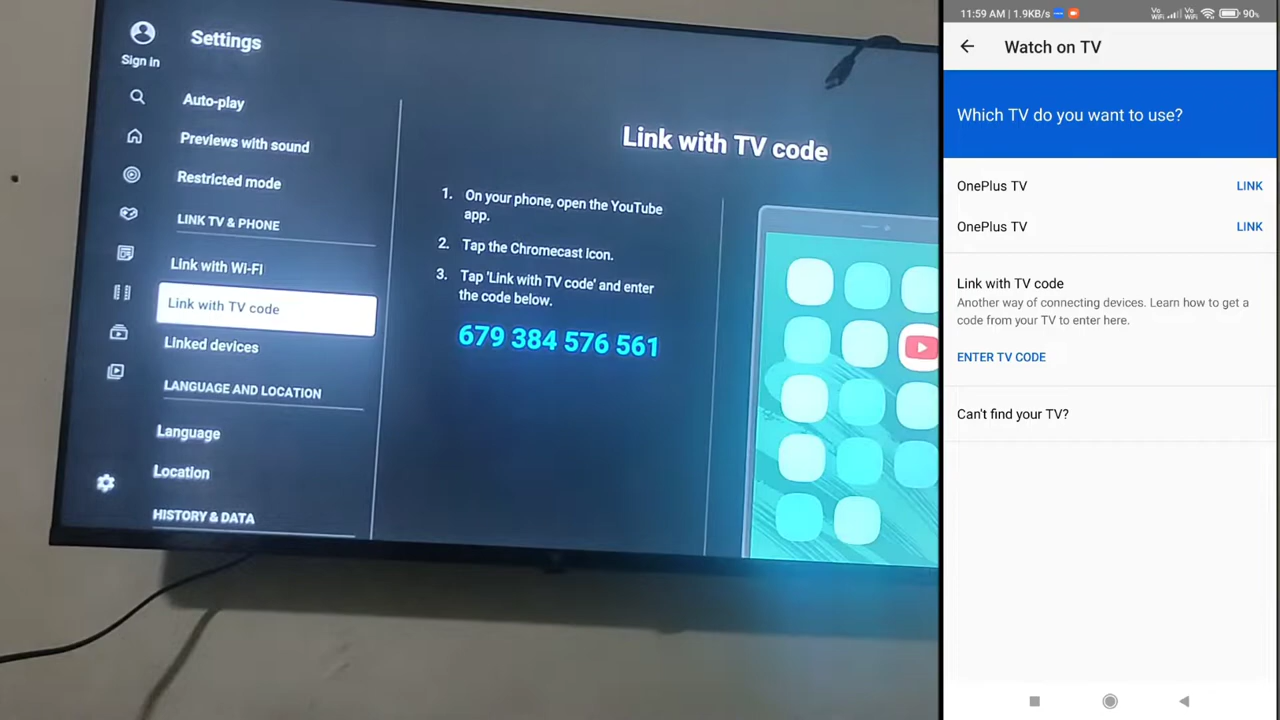 Settings
Sign in
Auto-play
Previews with sound
Restricted mode
LINK TV & PHONE
Link with Wi-Fi
Link with TV code
Linked devices
LANGUAGE AND LOCATION
Language
Location
HISTORY & DATA
Link with TV code
1. On your phone, open the YouTube
app.
2. Tap the Chromecast icon.
3. Tap 'Link with TV code' and enter
the code below.
679 384 576 561
11:59 AM | 1.9KB/s
Vo WiFi
Vo WiFi
90%
Watch on TV
Which TV do you want to use?
OnePlus TV LINK
OnePlus TV LINK
Link with TV code
Another way of connecting devices. Learn how to get a
code from your TV to enter here.
ENTER TV CODE
Can't find your TV?